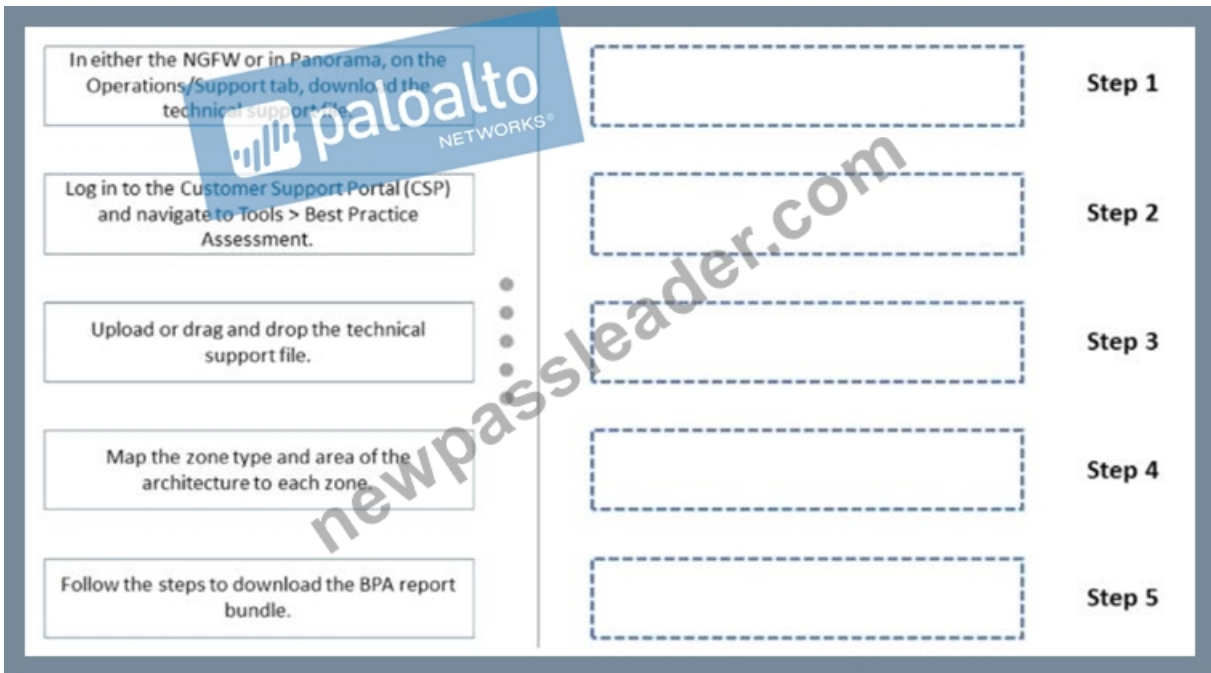 In either the NGFW or in Panorama, on the
Operations/Support tab, download the
technical support file.
Step 1
Log in to the Customer Support Portal (CSP)
and navigate to Tools > Best Practice
Assessment.
Step 2
Upload or drag and drop the technical
support file.
Step 3
Map the zone type and area of the
architecture to each zone.
Step 4
Follow the steps to download the BPA report
bundle.
Step 5
paloalto
NETWORKS®
newpassleader.com